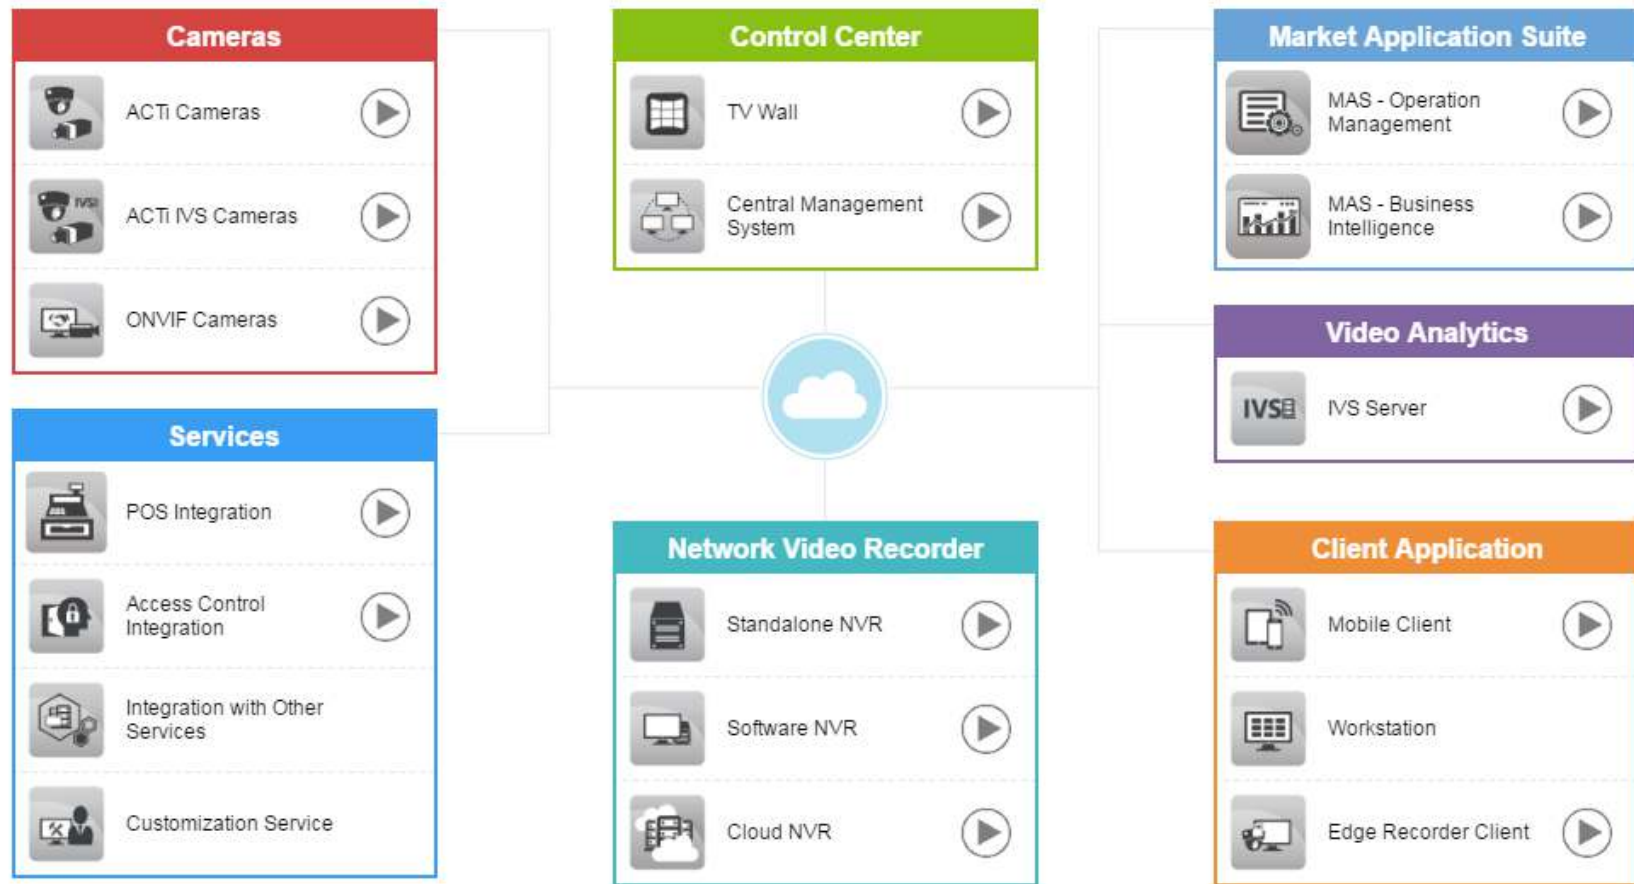 Cameras
ACTi Cameras
IVS
ACTi IVS Cameras
ONVIF Cameras
Services
POS Integration
Access Control
Integration
Integration with Other
Services
Customization Service
Control Center
TV Wall
Central Management
System
Network Video Recorder
Standalone NVR
Software NVR
Cloud NVR
Market Application Suite
MAS - Operation
Management
MAS - Business
Intelligence
Video Analytics
IVS
IVS Server
Client Application
Mobile Client
Workstation
Edge Recorder Client